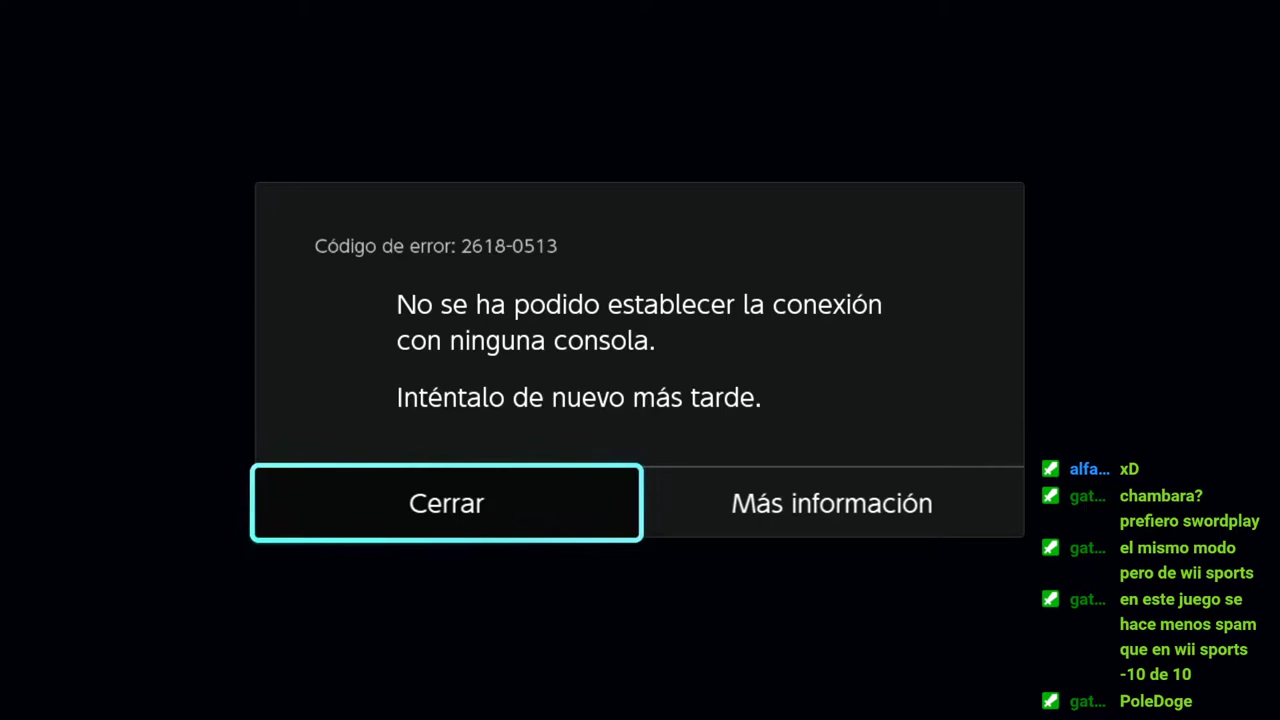 Código de error: 2618-0513
No se ha podido establecer la conexión
con ninguna consola.
Inténtalo de nuevo más tarde.
Cerrar
Más información
alfa... xD
gat... chambara?
prefiero swordplay
gat... el mismo modo
pero de wii sports
gat... en este juego se
hace menos spam
que en wii sports
-10 de 10
gat... PoleDoge